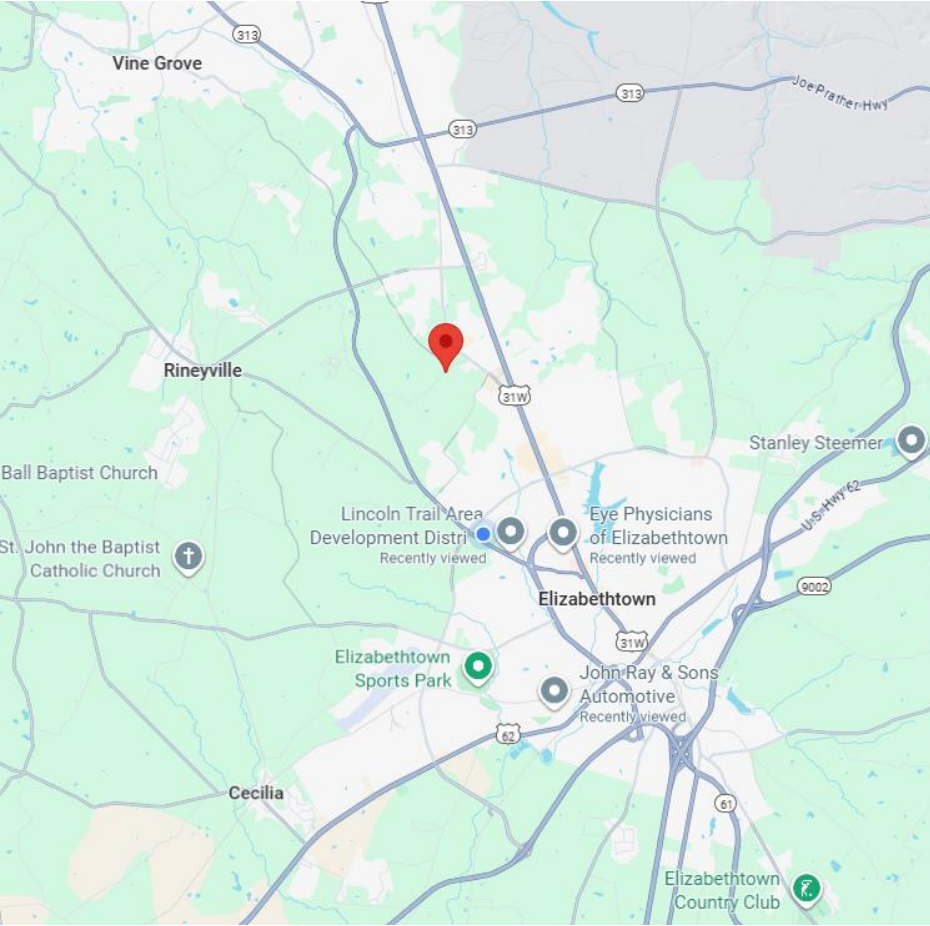 313
Vine Grove
313
Joe Prather Hwy
313
Rineyville
31W
Stanley Steemer
Ball Baptist Church
U.S. Hwy 62
Lincoln Trail Area
Development Distri
Recently viewed
Eye Physicians
of Elizabethtown
Recently viewed
St. John the Baptist
Catholic Church
9002
Elizabethtown
31W
Elizabethtown
Sports Park
John Ray & Sons
Automotive
Recently viewed
62
Cecilia
61
Elizabethtown
Country Club